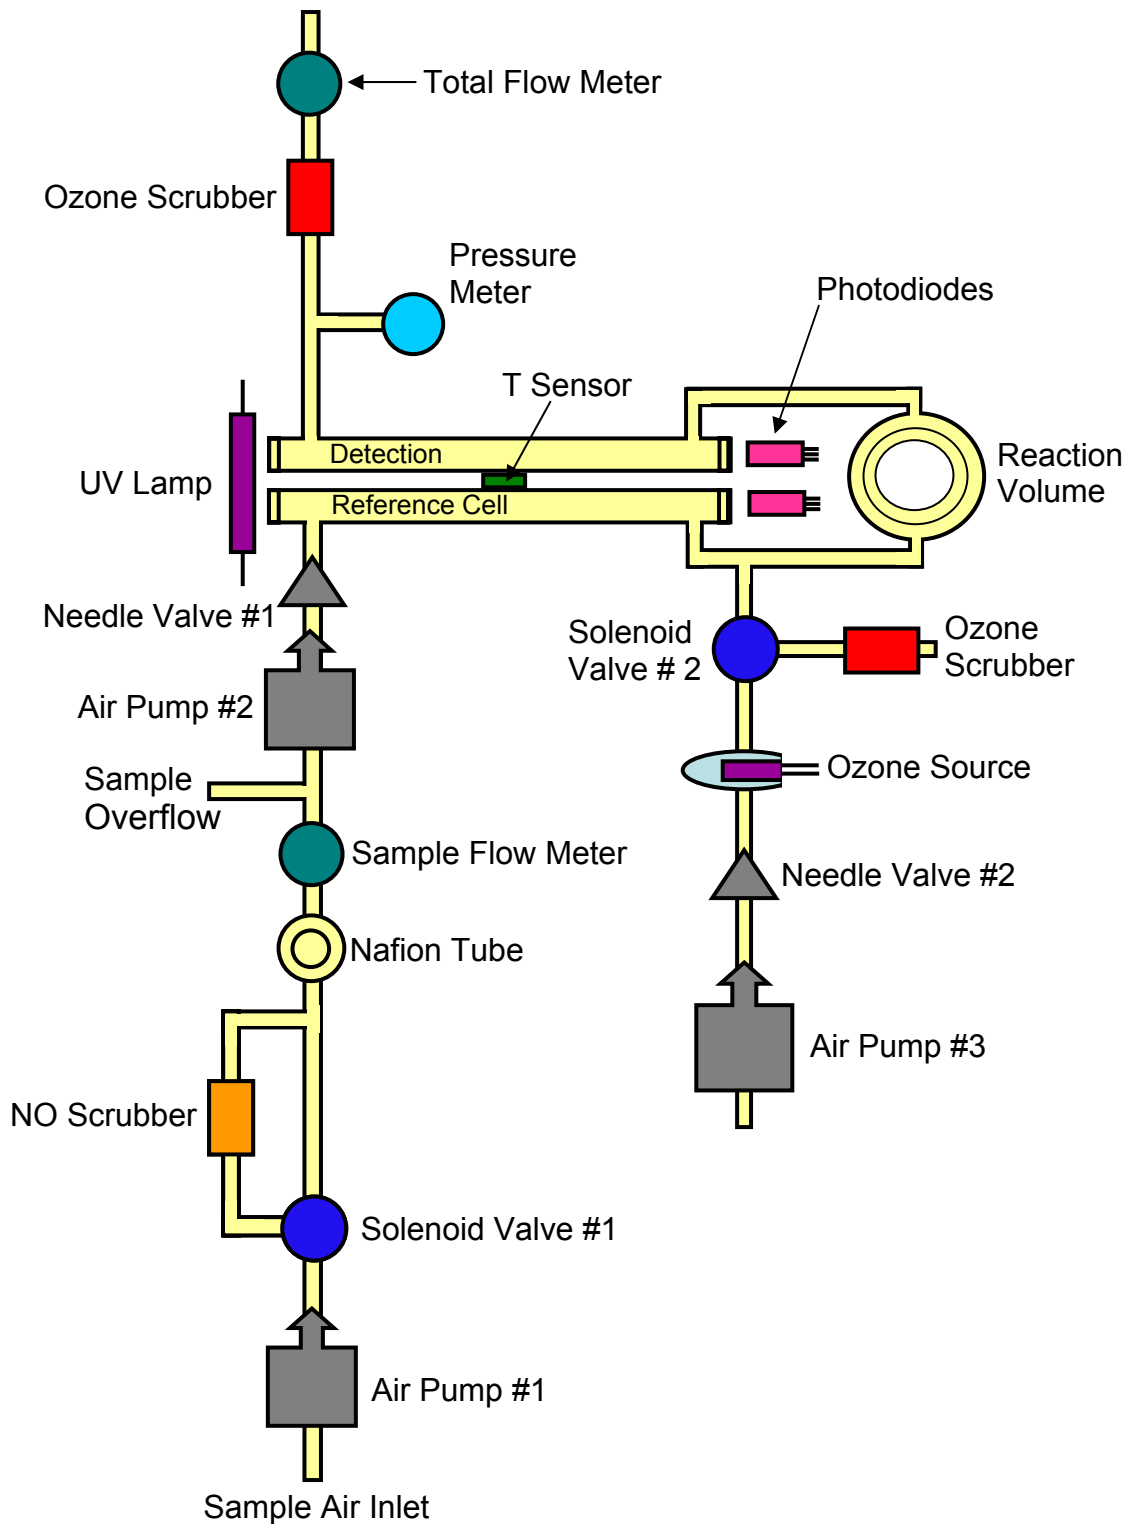 Total Flow Meter
Ozone Scrubber
Pressure
Meter
Photodiodes
T Sensor
Detection
UV Lamp
Reaction
Volume
Reference Cell
Needle Valve #1
Solenoid
Valve # 2
Ozone
Scrubber
Air Pump #2
Sample
Overflow
Ozone Source
Sample Flow Meter
Needle Valve #2
Nafion Tube
Air Pump #3
NO Scrubber
Solenoid Valve #1
Air Pump #1
Sample Air Inlet